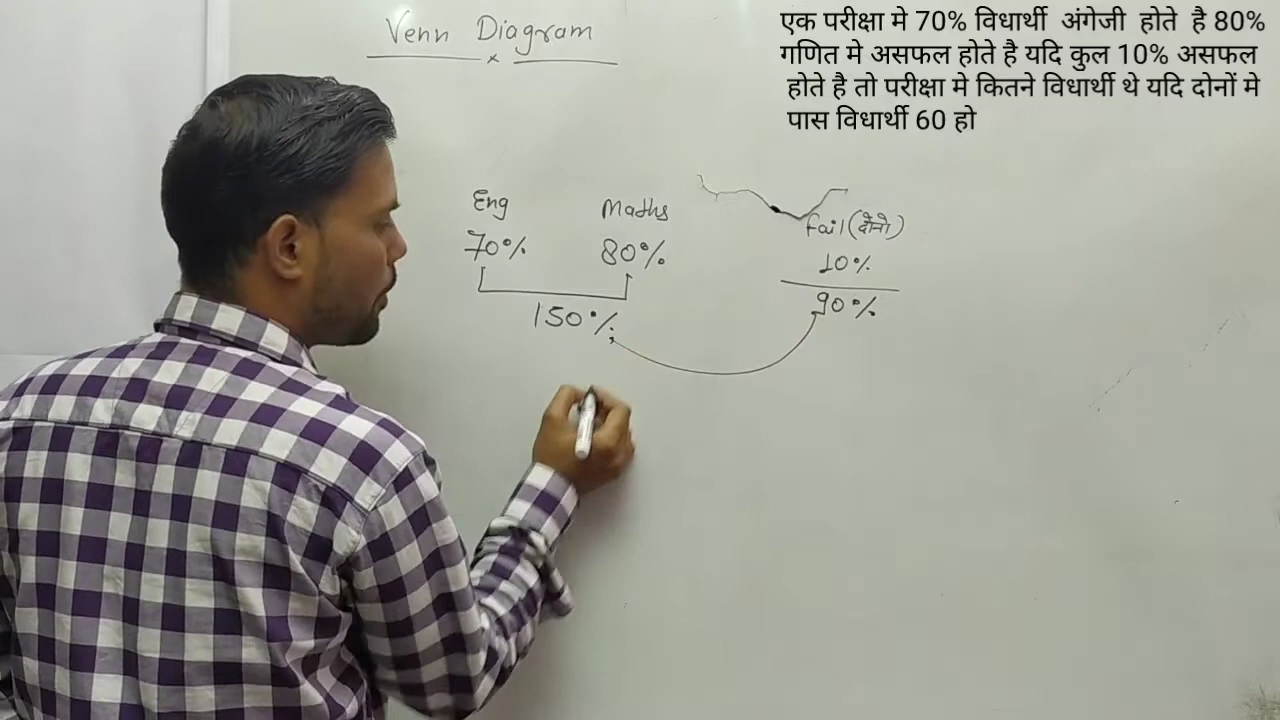 Venn Diagram
एक परीक्षा मे 70% विधार्थी अंगेजी होते है 80%
गणित मे असफल होते है यदि कुल 10% असफल
होते है तो परीक्षा मे कितने विधार्थी थे यदि दोनों मे
पास विधार्थी 60 हो
Eng Maths fail (दोनो)
70% 80% 10%
150% 90%